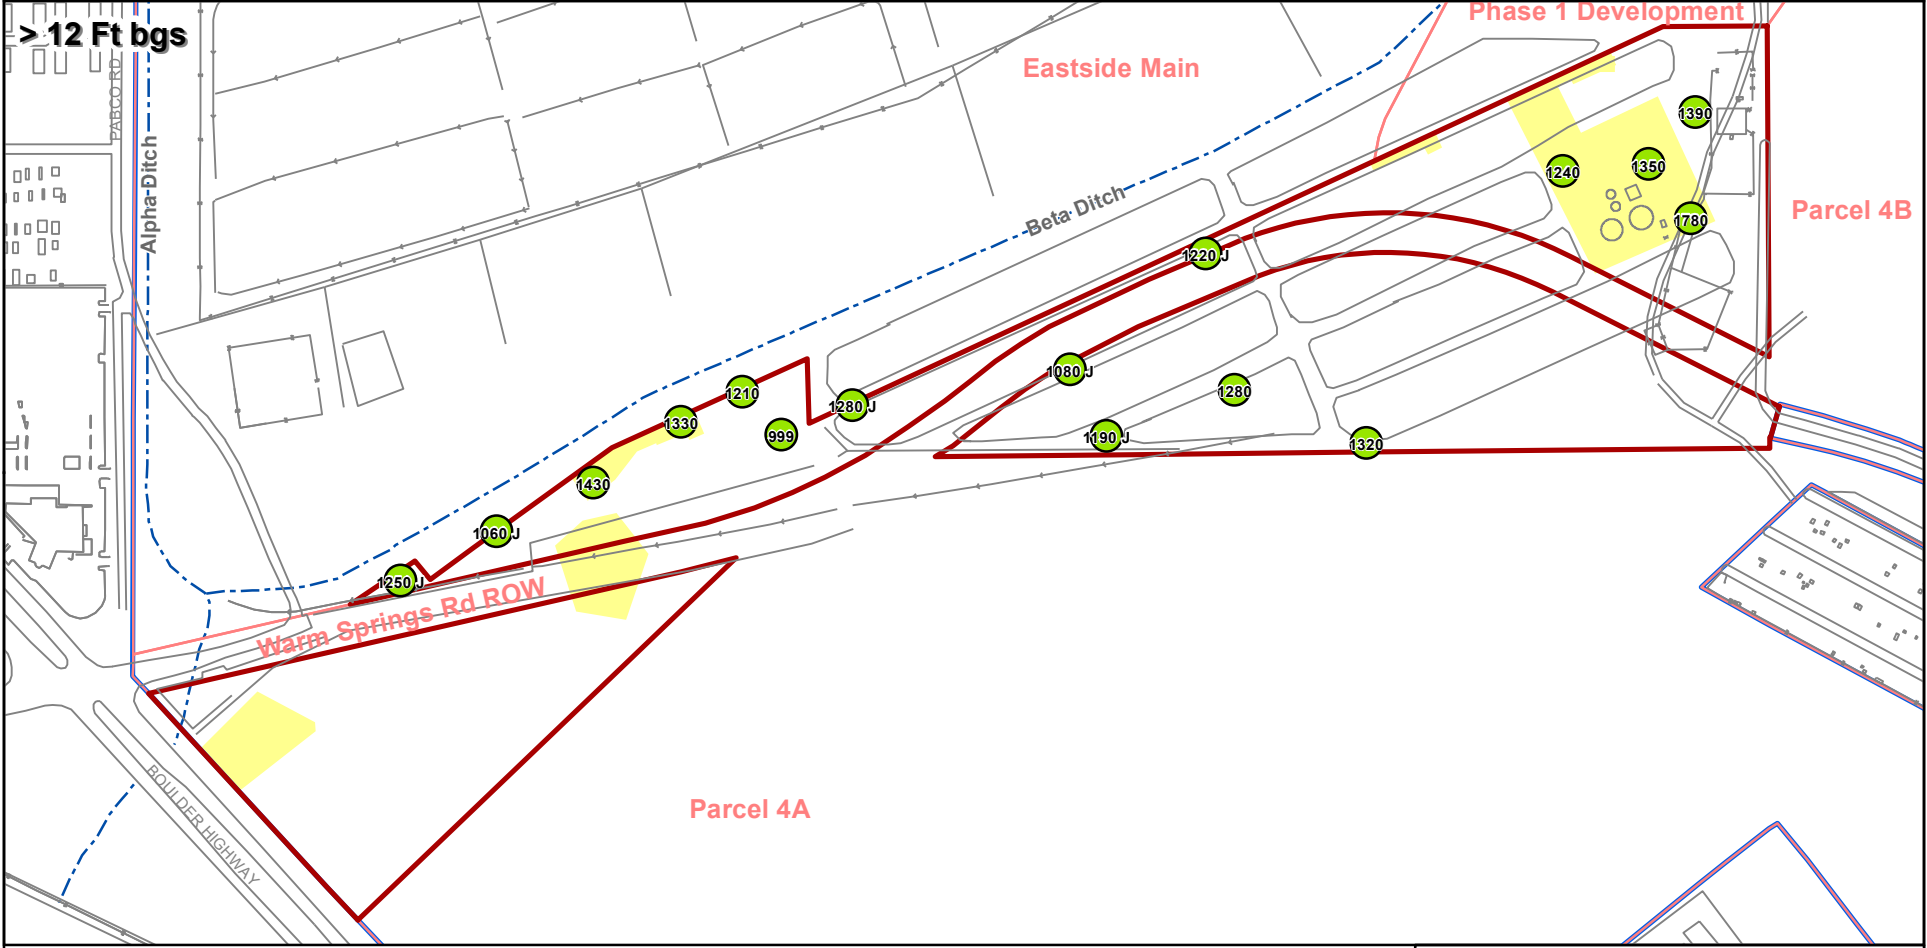 > 12 Ft bgs
Phase 1 Development
Eastside Main
PABCO RD
Alpha Ditch
Beta Ditch
Parcel 4B
1390
1350
1240
1780
1220 J
1080 J
1280
1210
1280 J
1330
999
1190 J
1320
1430
1060 J
1250 J
Warm Springs Rd ROW
Parcel 4A
BOULDER HIGHWAY